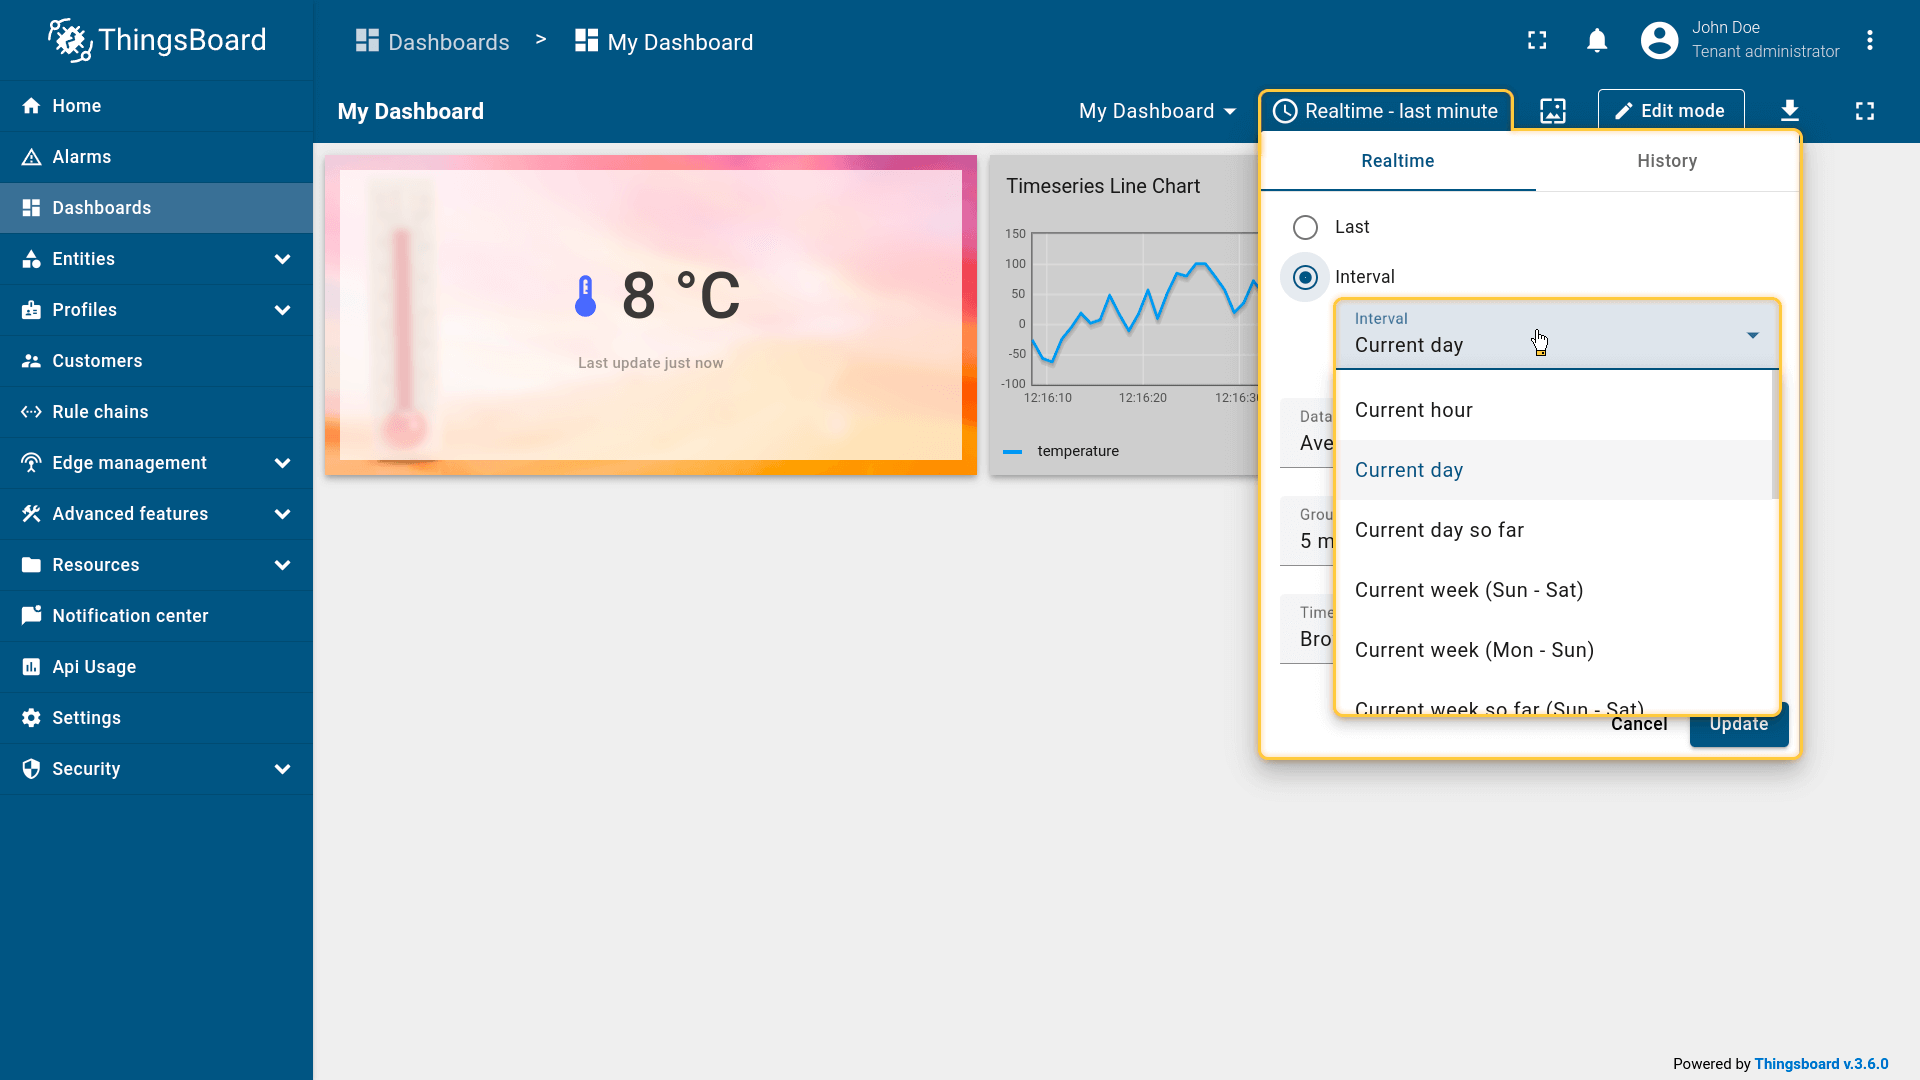 ThingsBoard
Dashboards > My Dashboard
John Doe
Tenant administrator
Home
Alarms
Dashboards
Entities
Profiles
Customers
Rule chains
Edge management
Advanced features
Resources
Notification center
Api Usage
Settings
Security
My Dashboard
My Dashboard
Realtime - last minute
Edit mode
8 °C
Last update just now
Timeseries Line Chart
150
100
50
0
-50
-100
12:16:10 12:16:20 12:16:30
temperature
Realtime History
Last
Interval
Interval
Current day
Current hour
Current day
Current day so far
Current week (Sun - Sat)
Current week (Mon - Sun)
Current week so far (Sun - Sat)
Data
Ave
Grou
5 m
Time
Bro
Cancel Update
Powered by Thingsboard v.3.6.0